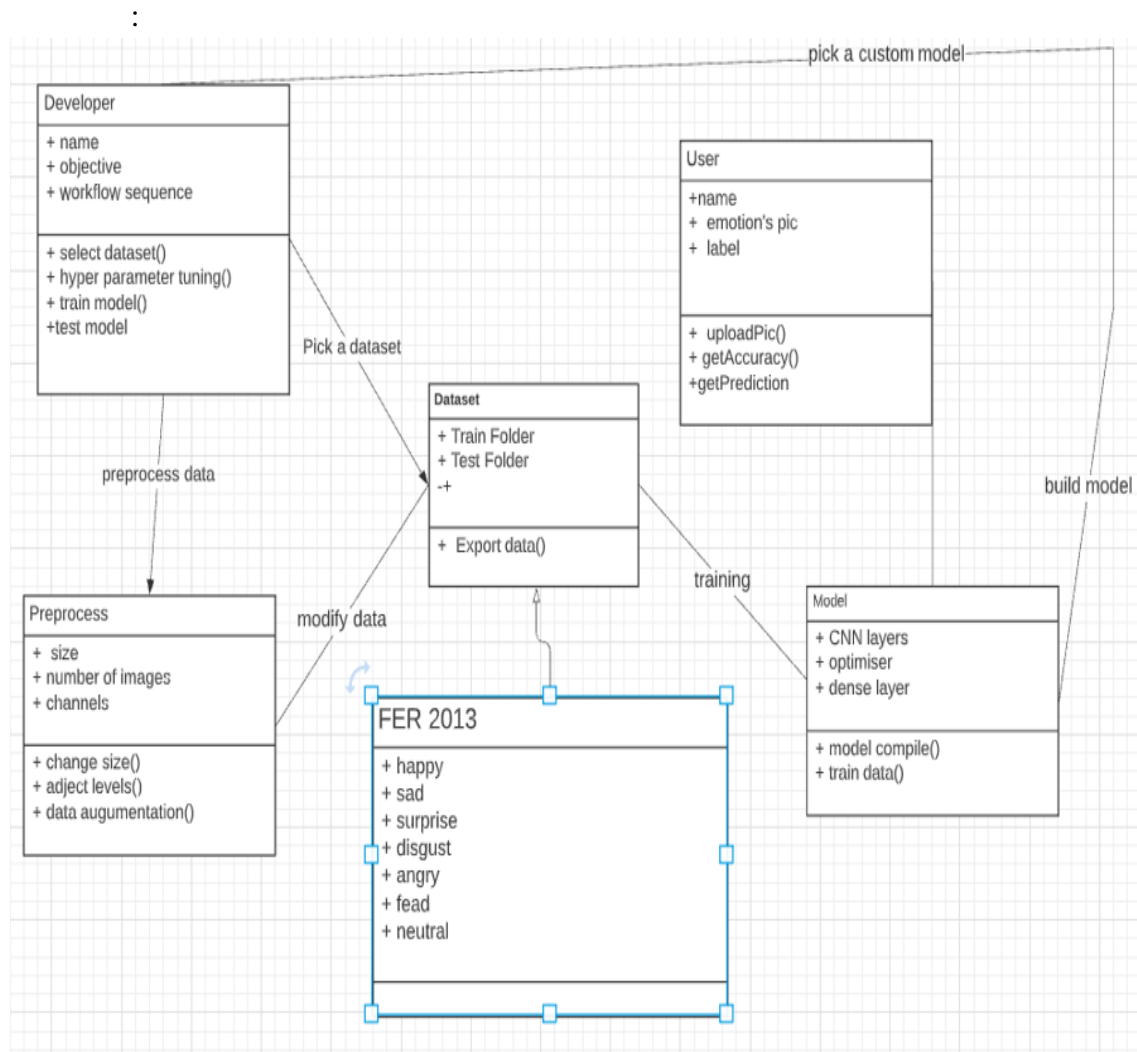 :
pick a custom model
Developer
+ name
+ objective
+ workflow sequence
+ select dataset()
+ hyper parameter tuning()
+ train model()
+test model
User
+name
+ emotion's pic
+ label
+ uploadPic()
+ getAccuracy()
+getPrediction
Pick a dataset
Dataset
+ Train Folder
+ Test Folder
-+
+ Export data()
preprocess data
build model
training
modify data
Preprocess
+ size
+ number of images
+ channels
+ change size()
+ adject levels()
+ data augumentation()
Model
+ CNN layers
+ optimiser
+ dense layer
+ model compile()
+ train data()
FER 2013
+ happy
+ sad
+ surprise
+ disgust
+ angry
+ fead
+ neutral